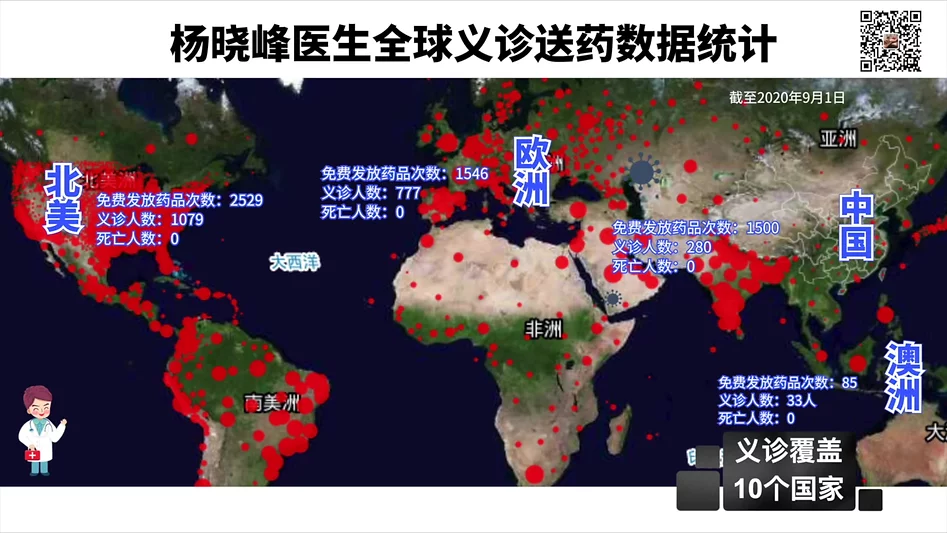 杨晓峰医生全球义诊送药数据统计
截至2020年9月1日
亚洲
北美
免费发放药品次数：2529
义诊人数：1079
死亡人数：0
免费发放药品次数：1546
义诊人数：777
死亡人数：0
欧洲
免费发放药品次数：1500
义诊人数：280
死亡人数：0
中国
大西洋
非洲
南美洲
澳洲
免费发放药品次数：85
义诊人数：33人
死亡人数：0
大
义诊覆盖
10个国家